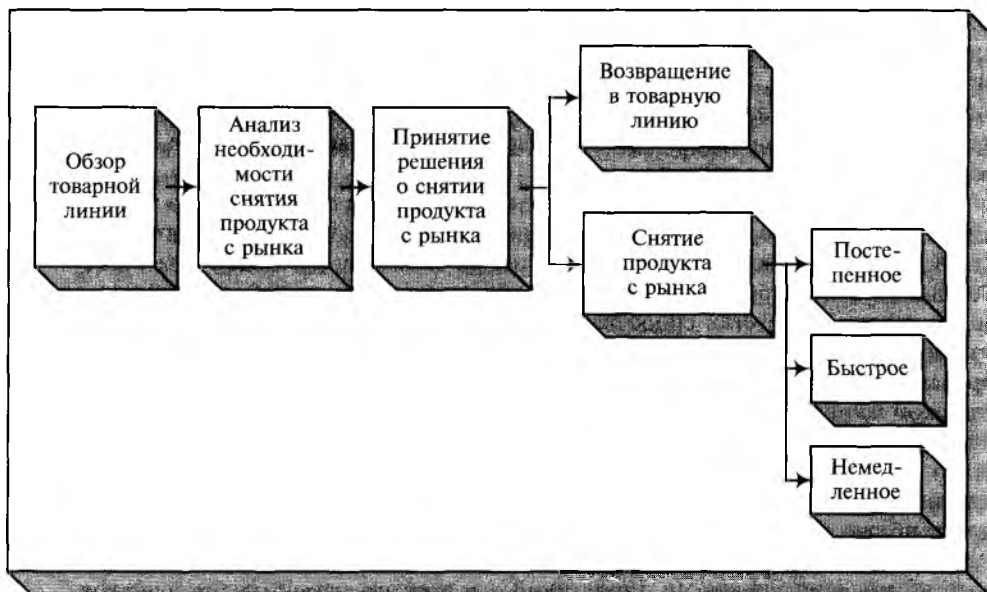 Обзор
товарной
линии
Анализ
необходи-
мости
снятия
продукта
с рынка
Принятие
решения
о снятии
продукта
с рынка
Возвращение
в товарную
линию
Снятие
продукта
с рынка
Посте-
пенное
Быстрое
Немед-
ленное